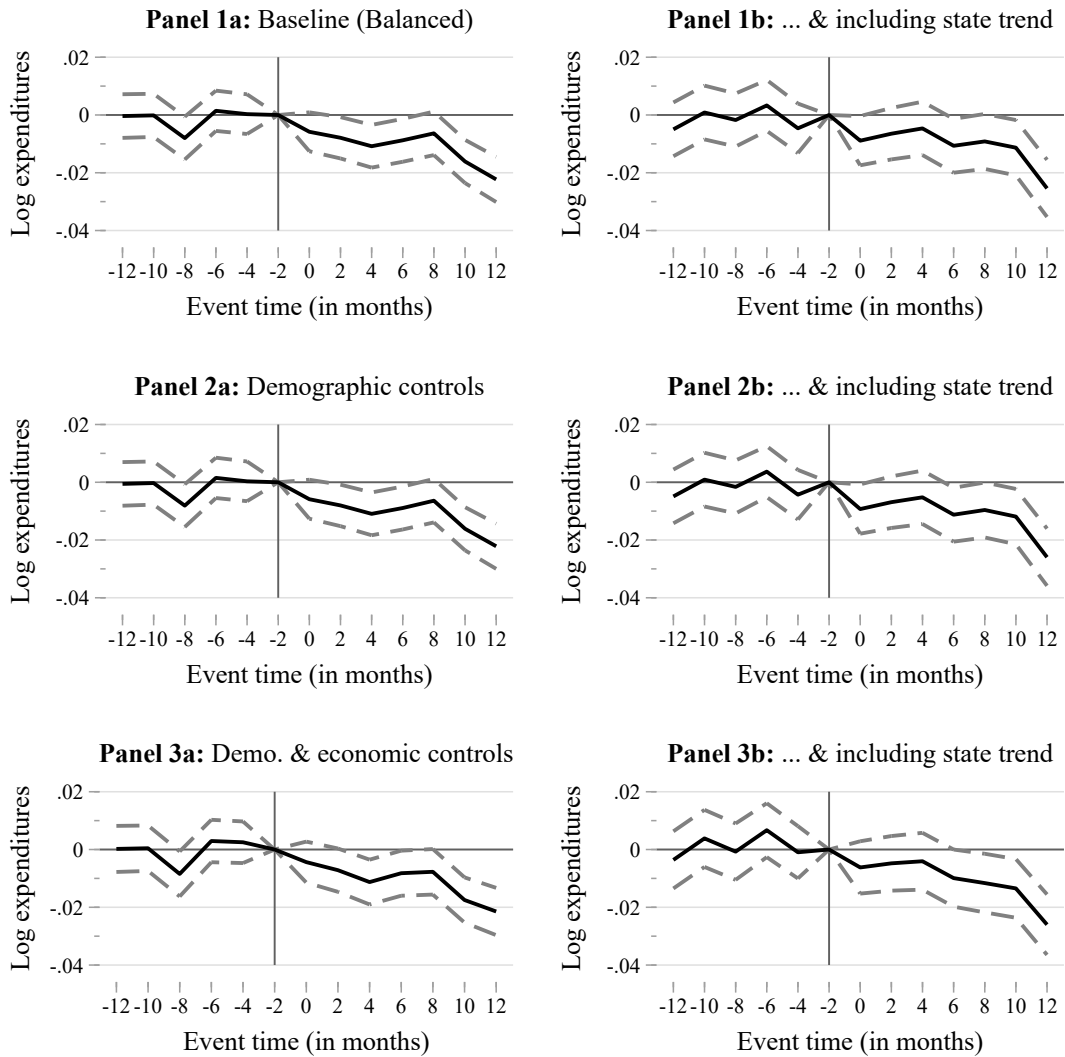 Panel 1a: Baseline (Balanced)
Log expenditures
.02
0
-.02
-.04
-12 -10 -8 -6 -4 -2 0 2 4 6 8 10 12
Event time (in months)
Panel 1b: ... & including state trend
Log expenditures
.02
0
-.02
-.04
-12 -10 -8 -6 -4 -2 0 2 4 6 8 10 12
Event time (in months)
Panel 2a: Demographic controls
Log expenditures
.02
0
-.02
-.04
-12 -10 -8 -6 -4 -2 0 2 4 6 8 10 12
Event time (in months)
Panel 2b: ... & including state trend
Log expenditures
.02
0
-.02
-.04
-12 -10 -8 -6 -4 -2 0 2 4 6 8 10 12
Event time (in months)
Panel 3a: Demo. & economic controls
Log expenditures
.02
0
-.02
-.04
-12 -10 -8 -6 -4 -2 0 2 4 6 8 10 12
Event time (in months)
Panel 3b: ... & including state trend
Log expenditures
.02
0
-.02
-.04
-12 -10 -8 -6 -4 -2 0 2 4 6 8 10 12
Event time (in months)